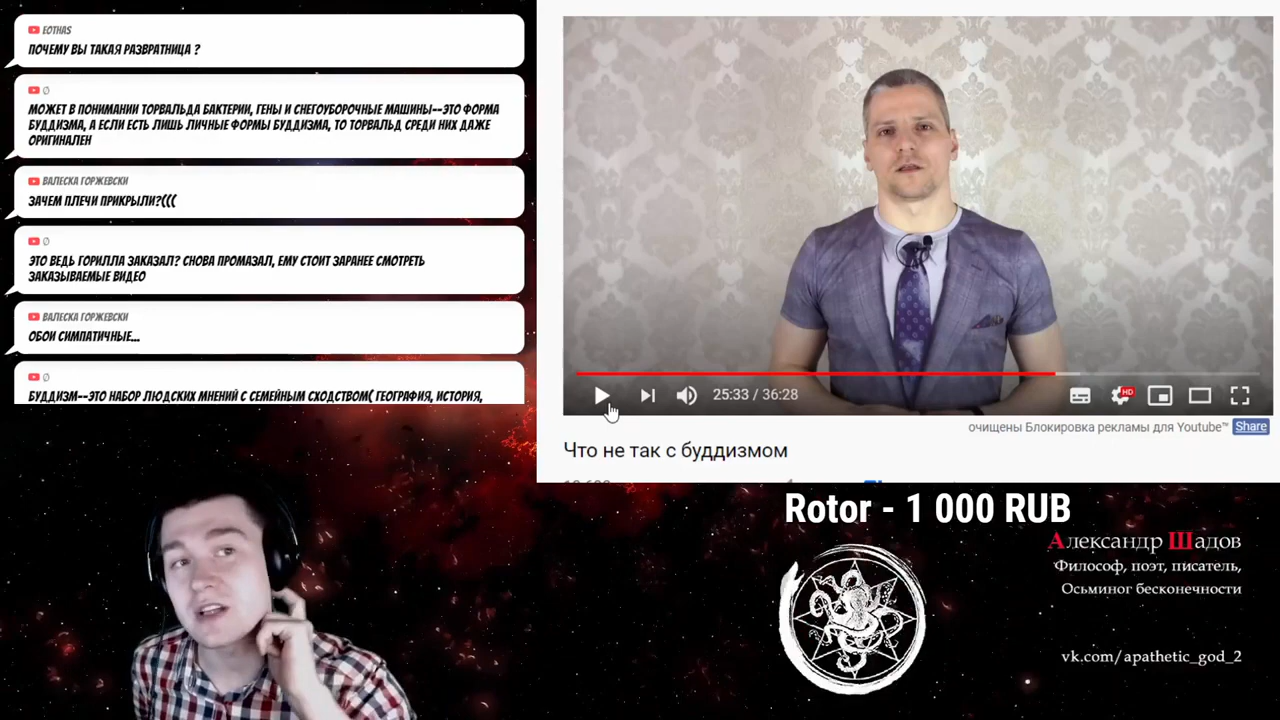 EOTHAS
ПОЧЕМУ ВЫ ТАКАЯ РАЗВРАТНИЦА ?
Ø
МОЖЕТ В ПОНИМАНИИ ТОРВАЛЬДА БАКТЕРИИ, ГЕНЫ И СНЕГОУБОРОЧНЫЕ МАШИНЫ--ЭТО ФОРМА
БУДДИЗМА, А ЕСЛИ ЕСТЬ ЛИШЬ ЛИЧНЫЕ ФОРМЫ БУДДИЗМА, ТО ТОРВАЛЬД СРЕДИ НИХ ДАЖЕ
ОРИГИНАЛЕН
ВАЛЕСКА ГОРЖЕВСКИ
ЗАЧЕМ ПЛЕЧИ ПРИКРЫЛИ?(((
Ø
ЭТО ВЕДЬ ГОРИЛЛА ЗАКАЗАЛ? СНОВА ПРОМАЗАЛ, ЕМУ СТОИТ ЗАРАНЕЕ СМОТРЕТЬ
ЗАКАЗЫВАЕМЫЕ ВИДЕО
ВАЛЕСКА ГОРЖЕВСКИ
ОБОИ СИМПАТИЧНЫЕ...
Ø
БУДДИЗМ--ЭТО НАБОР ЛЮДСКИХ МНЕНИЙ С СЕМЕЙНЫМ СХОДСТВОМ( ГЕОГРАФИЯ, ИСТОРИЯ,
25:33 / 36:28
HD
очищены Блокировка рекламы для Youtube™ Share
Что не так с буддизмом
Rotor - 1 000 RUB
Александр Шадов
Философ, поэт, писатель,
Осьминог бесконечности
vk.com/apathetic_god_2